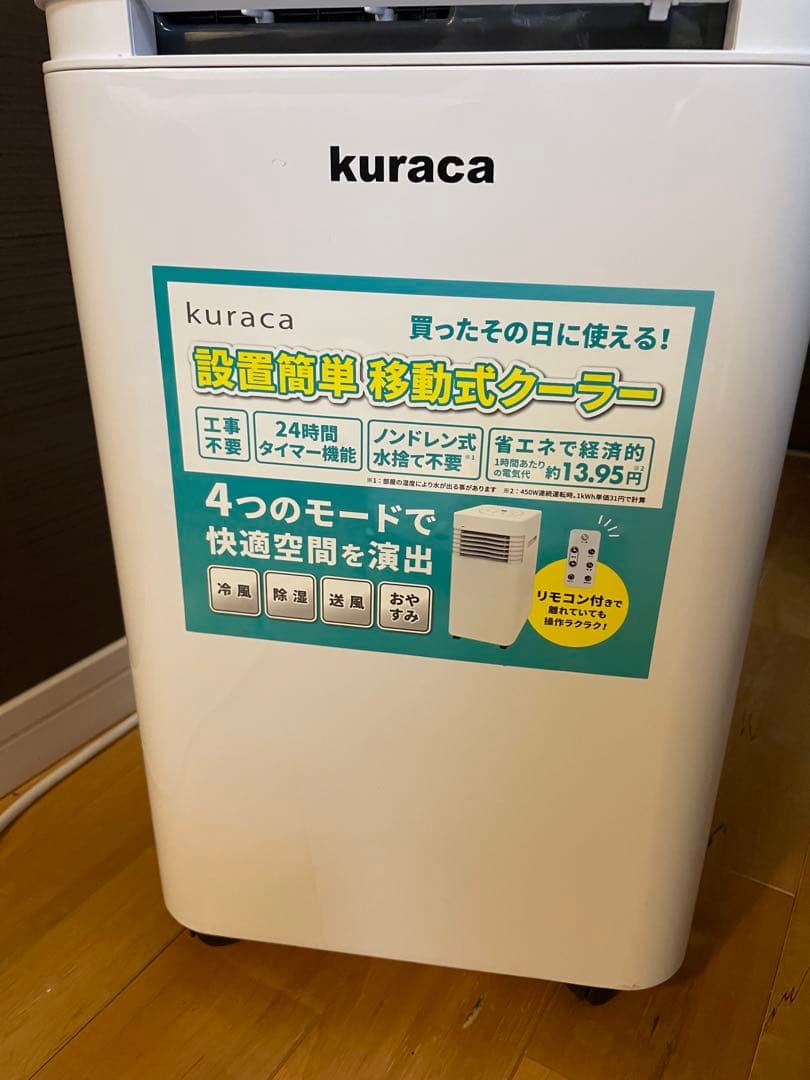 kuraca
kuraca
買ったその日に使える!
設置簡単 移動式クーラー
工事
不要
24時間
タイマー機能
ノンドレン式
水捨て不要※1
省エネで経済的
1時間あたり
の電気代
約13.95円※2
※1:部屋の湿度により水が出る事があります ※2:450W連続運転時。1kWh単価31円で計算
4つのモードで
快適空間を演出
冷風
除湿
送風
おや
すみ
リモコン付きで
離れていても
操作ラクラク!